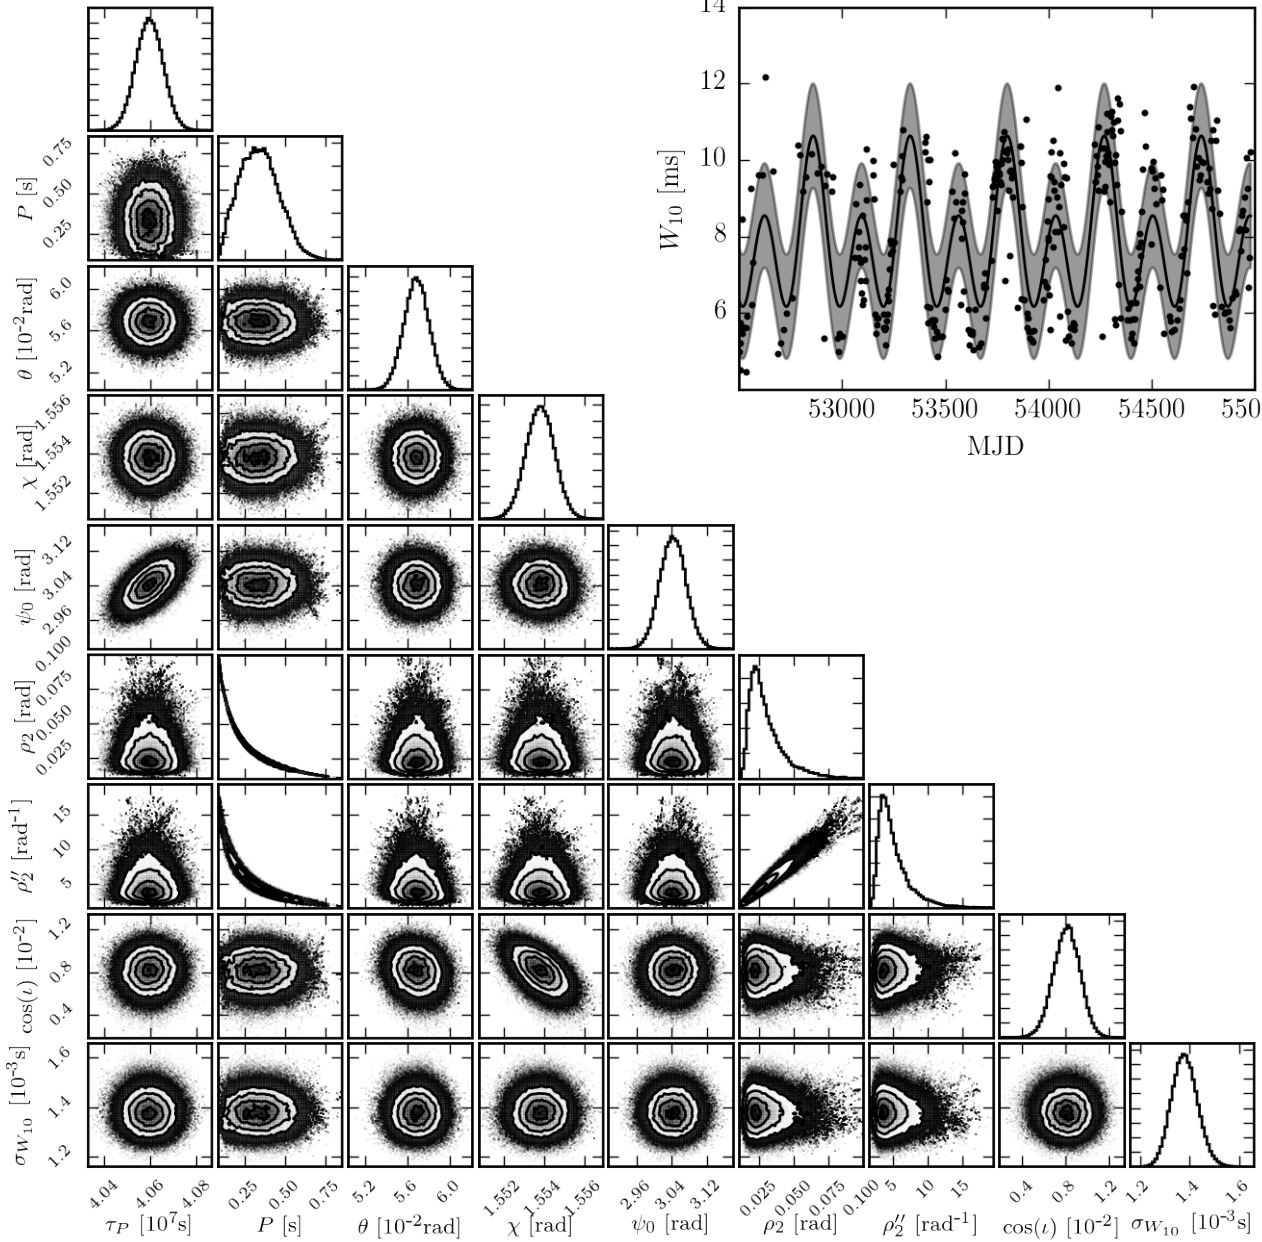 14
12
10
8
6
W₁₀ [ms]
53000 53500 54000 54500 550
MJD
0.75
0.50
0.25
P [s]
6.0
5.6
5.2
θ [10⁻²rad]
1.556
1.554
1.552
χ [rad]
3.12
3.04
2.96
ψ₀ [rad]
0.100
0.075
0.050
0.025
ρ₂ [rad]
15
10
5
ρ₂′′ [rad⁻¹]
1.2
0.8
0.4
cos(ι) [10⁻²]
1.6
1.4
1.2
σ_W₁₀ [10⁻³s]
4.04 4.06 4.08 0.25 0.50 0.75 5.2 5.6 6.0 1.552 1.554 1.556 2.96 3.04 3.12 0.025 0.050 0.075 0.100 5 10 15 0.4 0.8 1.2 1.2 1.4 1.6
τ_P [10⁷s] P [s] θ [10⁻²rad] χ [rad] ψ₀ [rad] ρ₂ [rad] ρ₂′′ [rad⁻¹] cos(ι) [10⁻²] σ_W₁₀ [10⁻³s]